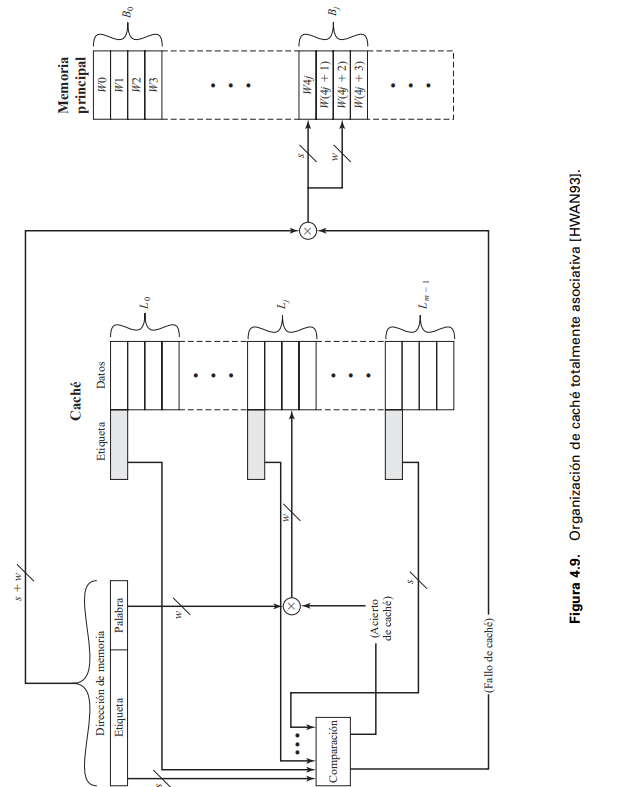 Memoria
principal
W0
W1
W2
W3
B0
W4j
W(4j + 1)
W(4j + 2)
W(4j + 3)
Bj
s
w
Caché
Etiqueta
Datos
L0
Lj
Lm – 1
s + w
Dirección de memoria
Etiqueta
Palabra
s
w
w
s
Comparación
(Acierto
de caché)
(Fallo de caché)
Figura 4.9. Organización de caché totalmente asociativa [HWAN93].